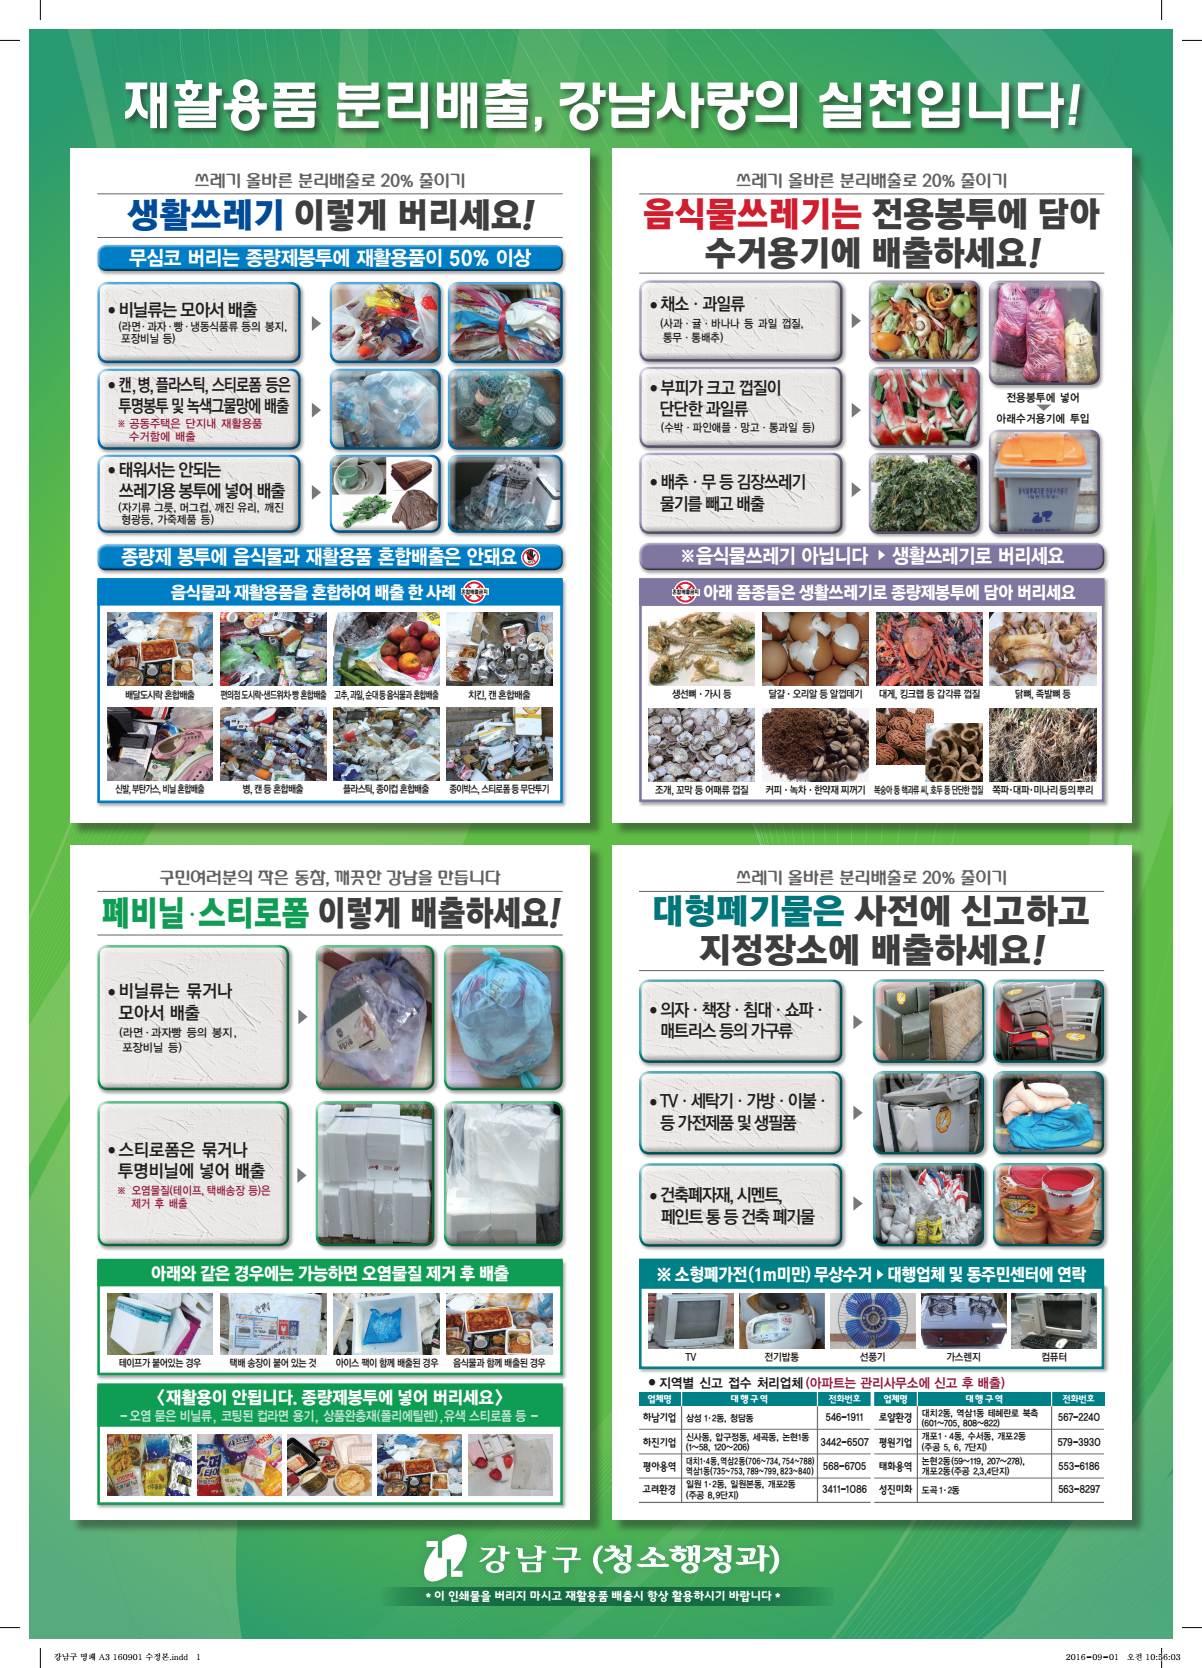 재활용품 분리배출, 강남사랑의 실천입니다!
쓰레기 올바른 분리배출로 20% 줄이기
생활쓰레기 이렇게 버리세요!
무심코 버리는 종량제봉투에 재활용품이 50% 이상
• 비닐류는 모아서 배출
(라면·과자·빵·냉동식품류 등의 봉지,
포장비닐 등)
• 캔, 병, 플라스틱, 스티로폼 등은
투명봉투 및 녹색그물망에 배출
※ 공동주택은 단지내 재활용품
수거함에 배출
• 태워서는 안되는
쓰레기용 봉투에 넣어 배출
(자기류 그릇, 머그컵, 깨진 유리, 깨진
형광등, 가죽제품 등)
종량제 봉투에 음식물과 재활용품 혼합배출은 안돼요
음식물과 재활용품을 혼합하여 배출 한 사례
배달도시락 혼합배출
편의점 도시락·샌드위치·빵 혼합배출
고추, 과일, 순대 등 음식물과 혼합배출
치킨, 캔 혼합배출
신발, 부탄가스, 비닐 혼합배출
병, 캔 등 혼합배출
플라스틱, 종이컵 혼합배출
종이박스, 스티로폼 등 무단투기
쓰레기 올바른 분리배출로 20% 줄이기
음식물쓰레기는 전용봉투에 담아
수거용기에 배출하세요!
• 채소·과일류
(사과·귤·바나나 등 과일 껍질,
통무·통배추)
• 부피가 크고 껍질이
단단한 과일류
(수박·파인애플·망고·통과일 등)
• 배추·무 등 김장쓰레기
물기를 빼고 배출
전용봉투에 넣어
아래수거용기에 투입
※음식물쓰레기 아닙니다 ▶ 생활쓰레기로 버리세요
아래 품종들은 생활쓰레기로 종량제봉투에 담아 버리세요
생선뼈·가시 등
달걀·오리알 등 알껍데기
대게, 킹크랩 등 갑각류 껍질
닭뼈, 족발뼈 등
조개, 꼬막 등 어패류 껍질
커피·녹차·한약재 찌꺼기
복숭아 등 핵과류 씨, 호두 등 단단한 껍질
쪽파·대파·미나리 등의 뿌리
구민여러분의 작은 동참, 깨끗한 강남을 만듭니다
폐비닐·스티로폼 이렇게 배출하세요!
• 비닐류는 묶거나
모아서 배출
(라면·과자빵 등의 봉지,
포장비닐 등)
• 스티로폼은 묶거나
투명비닐에 넣어 배출
※ 오염물질(테이프, 택배송장 등)은
제거 후 배출
아래와 같은 경우에는 가능하면 오염물질 제거 후 배출
테이프가 붙어있는 경우
택배 송장이 붙어 있는 것
아이스 팩이 함께 배출된 경우
음식물과 함께 배출된 경우
〈재활용이 안됩니다. 종량제봉투에 넣어 버리세요〉
– 오염 묻은 비닐류, 코팅된 컵라면 용기, 상품완충재(폴리에틸렌), 유색 스티로폼 등 –
쓰레기 올바른 분리배출로 20% 줄이기
대형폐기물은 사전에 신고하고
지정장소에 배출하세요!
• 의자·책장·침대·쇼파·
매트리스 등의 가구류
• TV·세탁기·가방·이불·
등 가전제품 및 생필품
• 건축폐자재, 시멘트,
페인트 통 등 건축 폐기물
※ 소형폐가전(1m미만) 무상수거 ▶ 대행업체 및 동주민센터에 연락
TV
전기밥통
선풍기
가스렌지
컴퓨터
• 지역별 신고 접수 처리업체(아파트는 관리사무소에 신고 후 배출)
업체명 대행구역 전화번호 업체명 대행구역 전화번호
하남기업 삼성 1·2동, 청담동 546-1911 로얄환경 대치2동, 역삼1동 테헤란로 북측 (601~705, 808~822) 567-2240
하진기업 신사동, 압구정동, 세곡동, 논현1동 (1~58, 120~206) 3442-6507 평원기업 개포1·4동, 수서동, 개포2동 (주공 5, 6, 7단지) 579-3930
평아용역 대치1·4동, 역삼2동(706~734, 754~788) 역삼1동(735~753, 789~799, 823~840) 568-6705 태화용역 논현2동(59~119, 207~278), 개포2동(주공 2,3,4단지) 553-6186
고려환경 일원 1·2동, 일원본동, 개포2동 (주공 8,9단지) 3411-1086 성진미화 도곡 1·2동 563-8297
강남구 (청소행정과)
* 이 인쇄물을 버리지 마시고 재활용품 배출시 항상 활용하시기 바랍니다 *
강남구 명패 A3 160901 수정본.indd 1
2016-09-01 오전 10:56:03